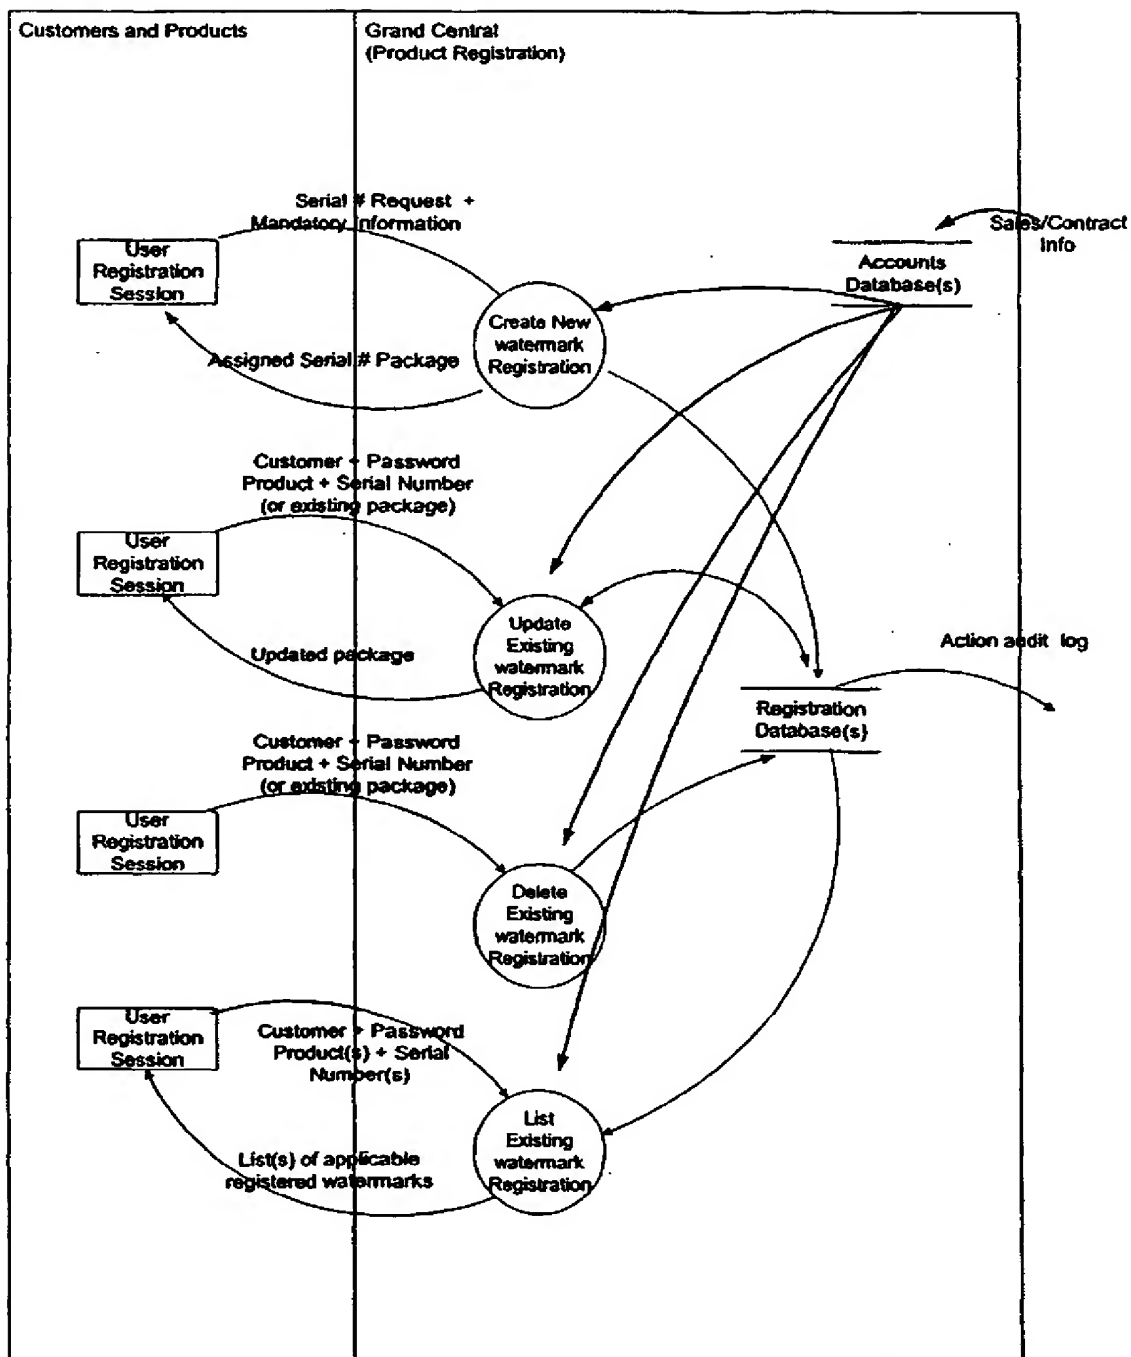 Customers and Products
Grand Central
(Product Registration)
Serial # Request +
Mandatory Information
Sales/Contract
Info
User
Registration
Session
Accounts
Database(s)
Create New
watermark
Registration
Assigned Serial # Package
Customer + Password
Product + Serial Number
(or existing package)
User
Registration
Session
Update
Existing
watermark
Registration
Updated package
Action audit log
Registration
Database(s}
Customer + Password
Product + Serial Number
(or existing package)
User
Registration
Session
Delete
Existing
watermark
Registration
User
Registration
Session
Customer + Password
Product(s) + Serial
Number(s)
List
Existing
watermark
Registration
List(s) of applicable
registered watermarks